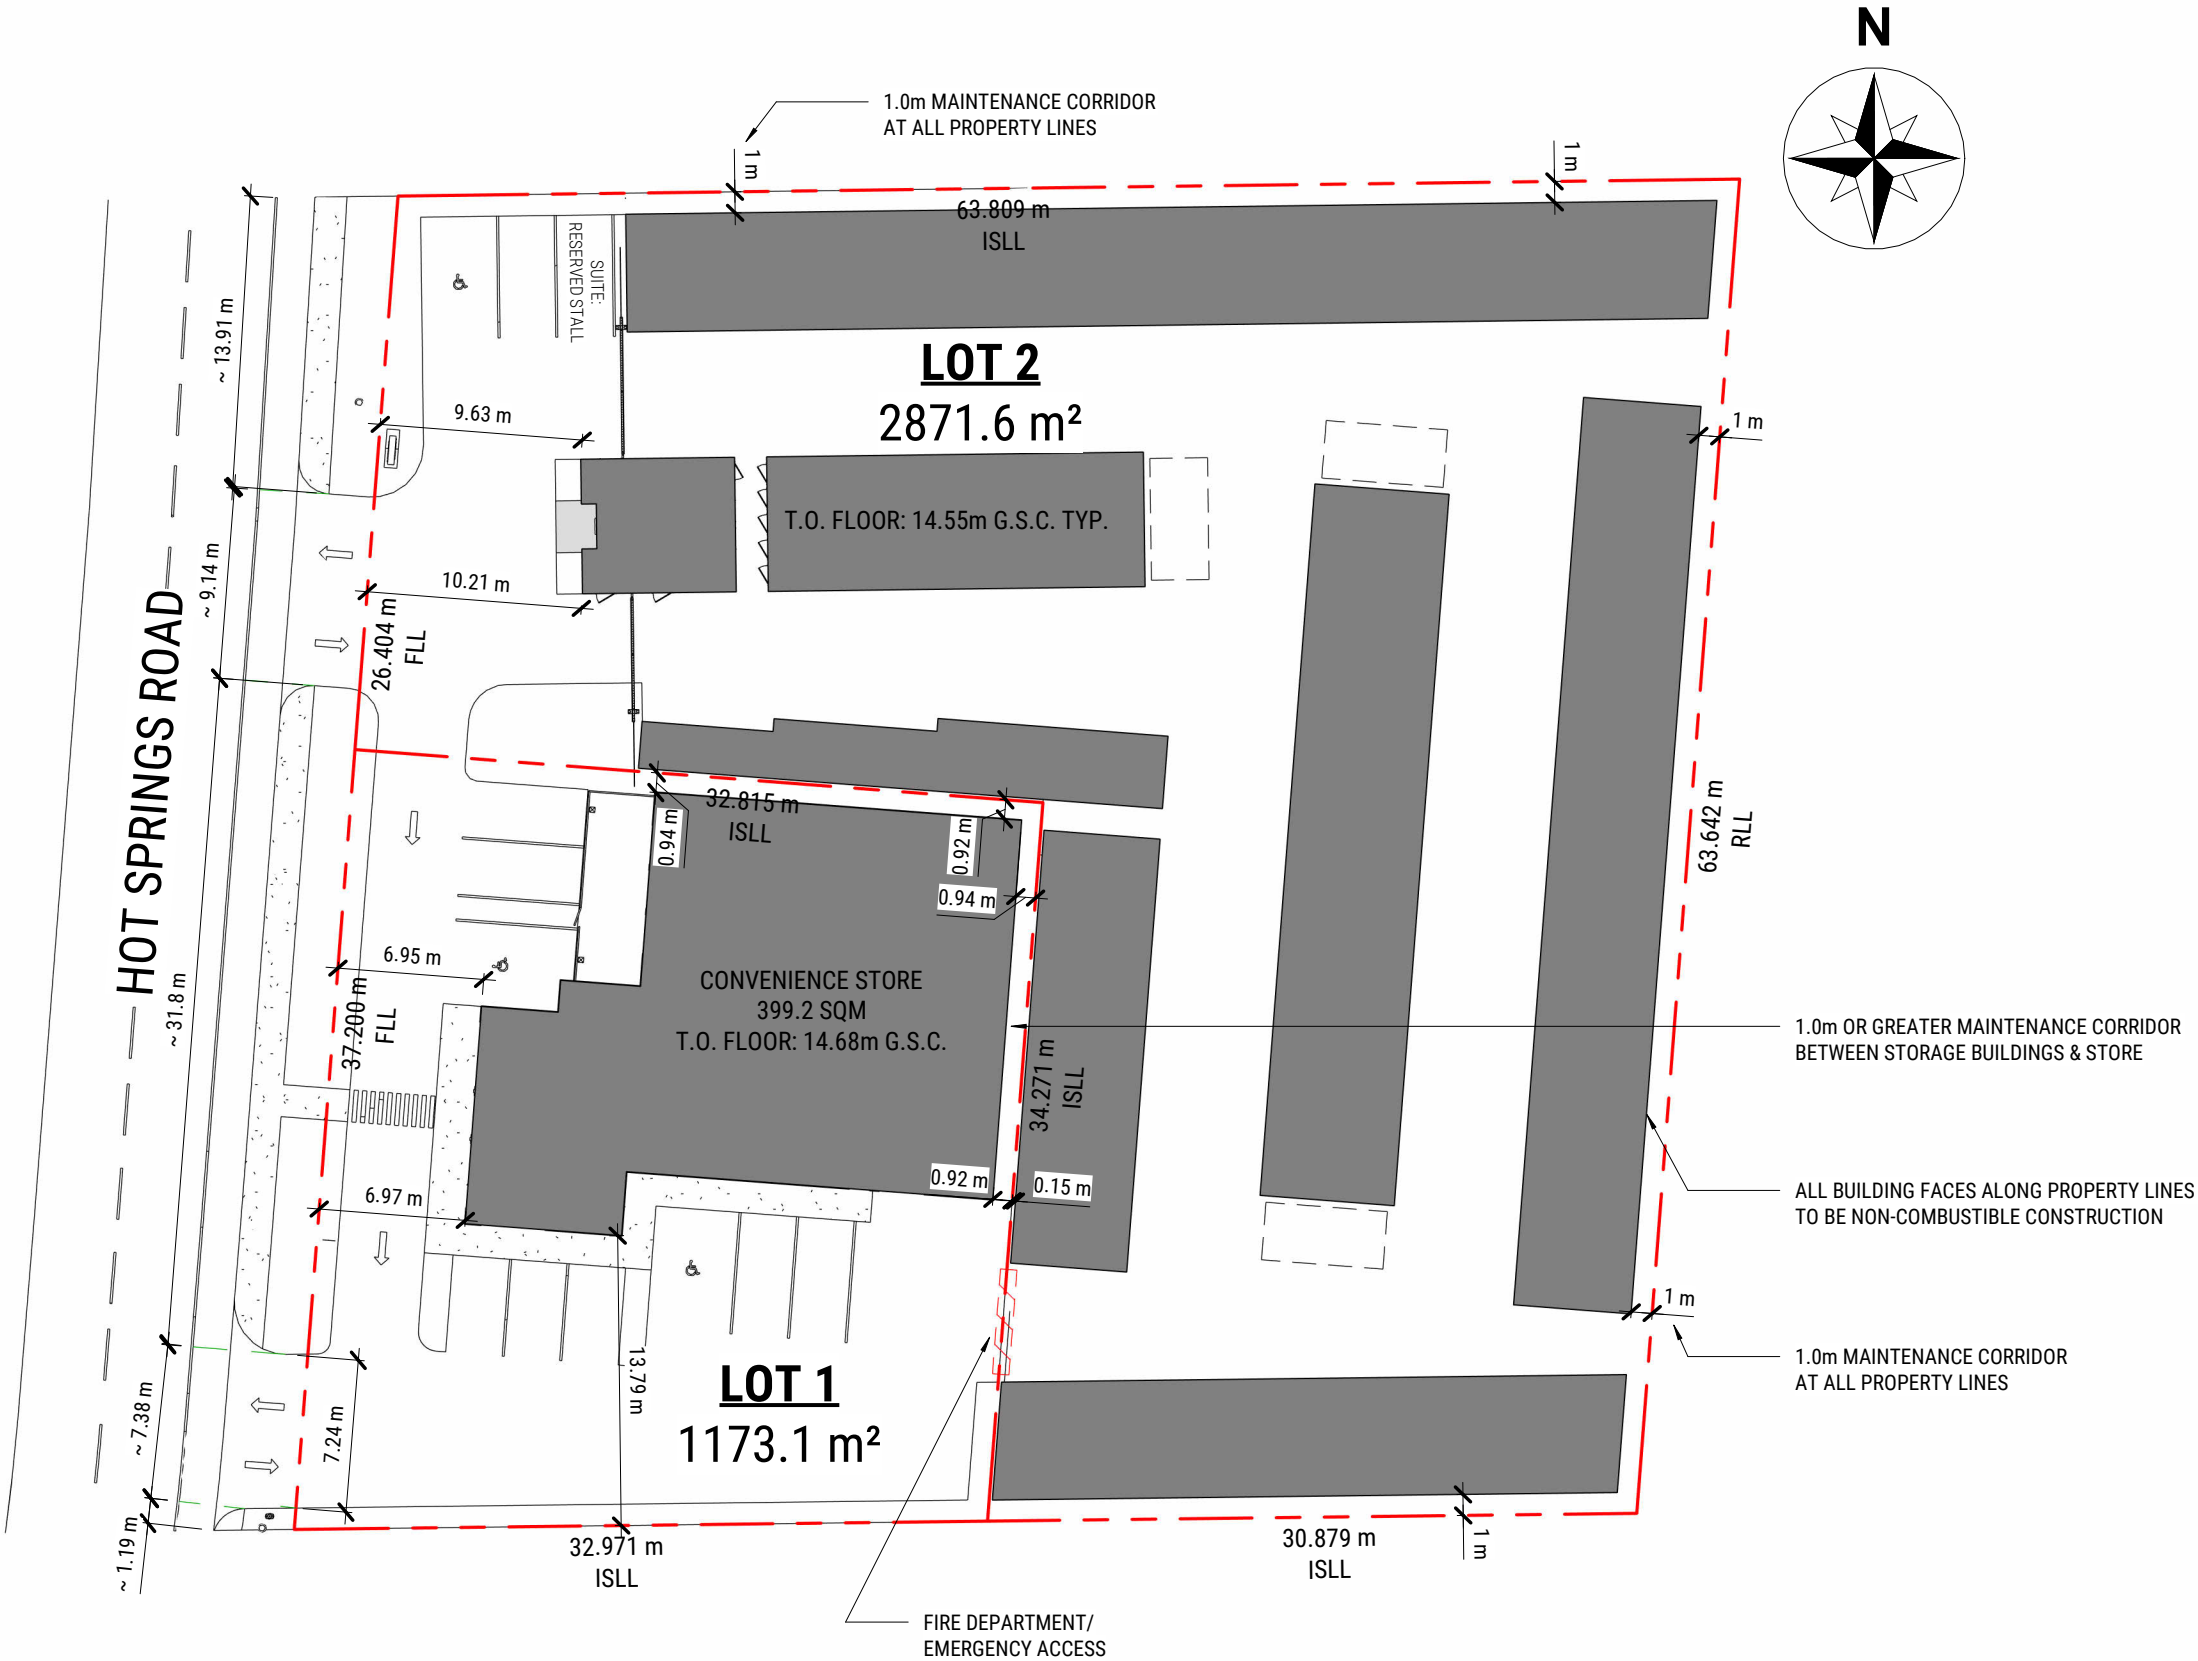 N
1.0m MAINTENANCE CORRIDOR
AT ALL PROPERTY LINES
1 m
1 m
63.809 m
ISLL
SUITE:
RESERVED STALL
~ 13.91 m
LOT 2
2871.6 m²
9.63 m
1 m
T.O. FLOOR: 14.55m G.S.C. TYP.
~ 9.14 m
10.21 m
26.404 m
FLL
HOT SPRINGS ROAD
32.815 m
ISLL
0.94 m
0.92 m
0.94 m
63.642 m
RLL
6.95 m
CONVENIENCE STORE
399.2 SQM
T.O. FLOOR: 14.68m G.S.C.
~ 31.8 m
37.200 m
FLL
1.0m OR GREATER MAINTENANCE CORRIDOR
BETWEEN STORAGE BUILDINGS & STORE
34.271 m
ISLL
0.92 m
0.15 m
6.97 m
ALL BUILDING FACES ALONG PROPERTY LINES
TO BE NON-COMBUSTIBLE CONSTRUCTION
1 m
1.0m MAINTENANCE CORRIDOR
AT ALL PROPERTY LINES
13.79 m
LOT 1
1173.1 m²
~ 7.38 m
7.24 m
~ 1.19 m
32.971 m
ISLL
30.879 m
ISLL
1 m
FIRE DEPARTMENT/
EMERGENCY ACCESS